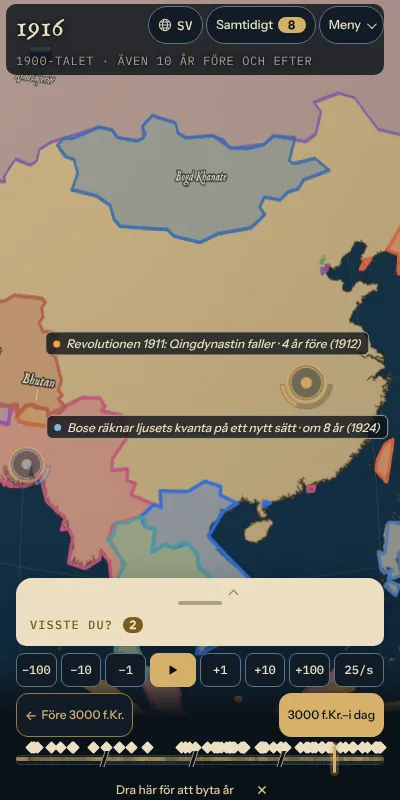 1916
SV
Samtidigt 8
Meny
1900-TALET · ÄVEN 10 ÅR FÖRE OCH EFTER
Bogd Khanate
Revolutionen 1911: Qingdynastin faller · 4 år före (1912)
Bhutan
Bose räknar ljusets kvanta på ett nytt sätt · om 8 år (1924)
VISSTE DU? 2
−100 −10 −1 +1 +10 +100 25/s
← Före 3000 f.Kr.
3000 f.Kr.–i dag
Dra här för att byta år ✕